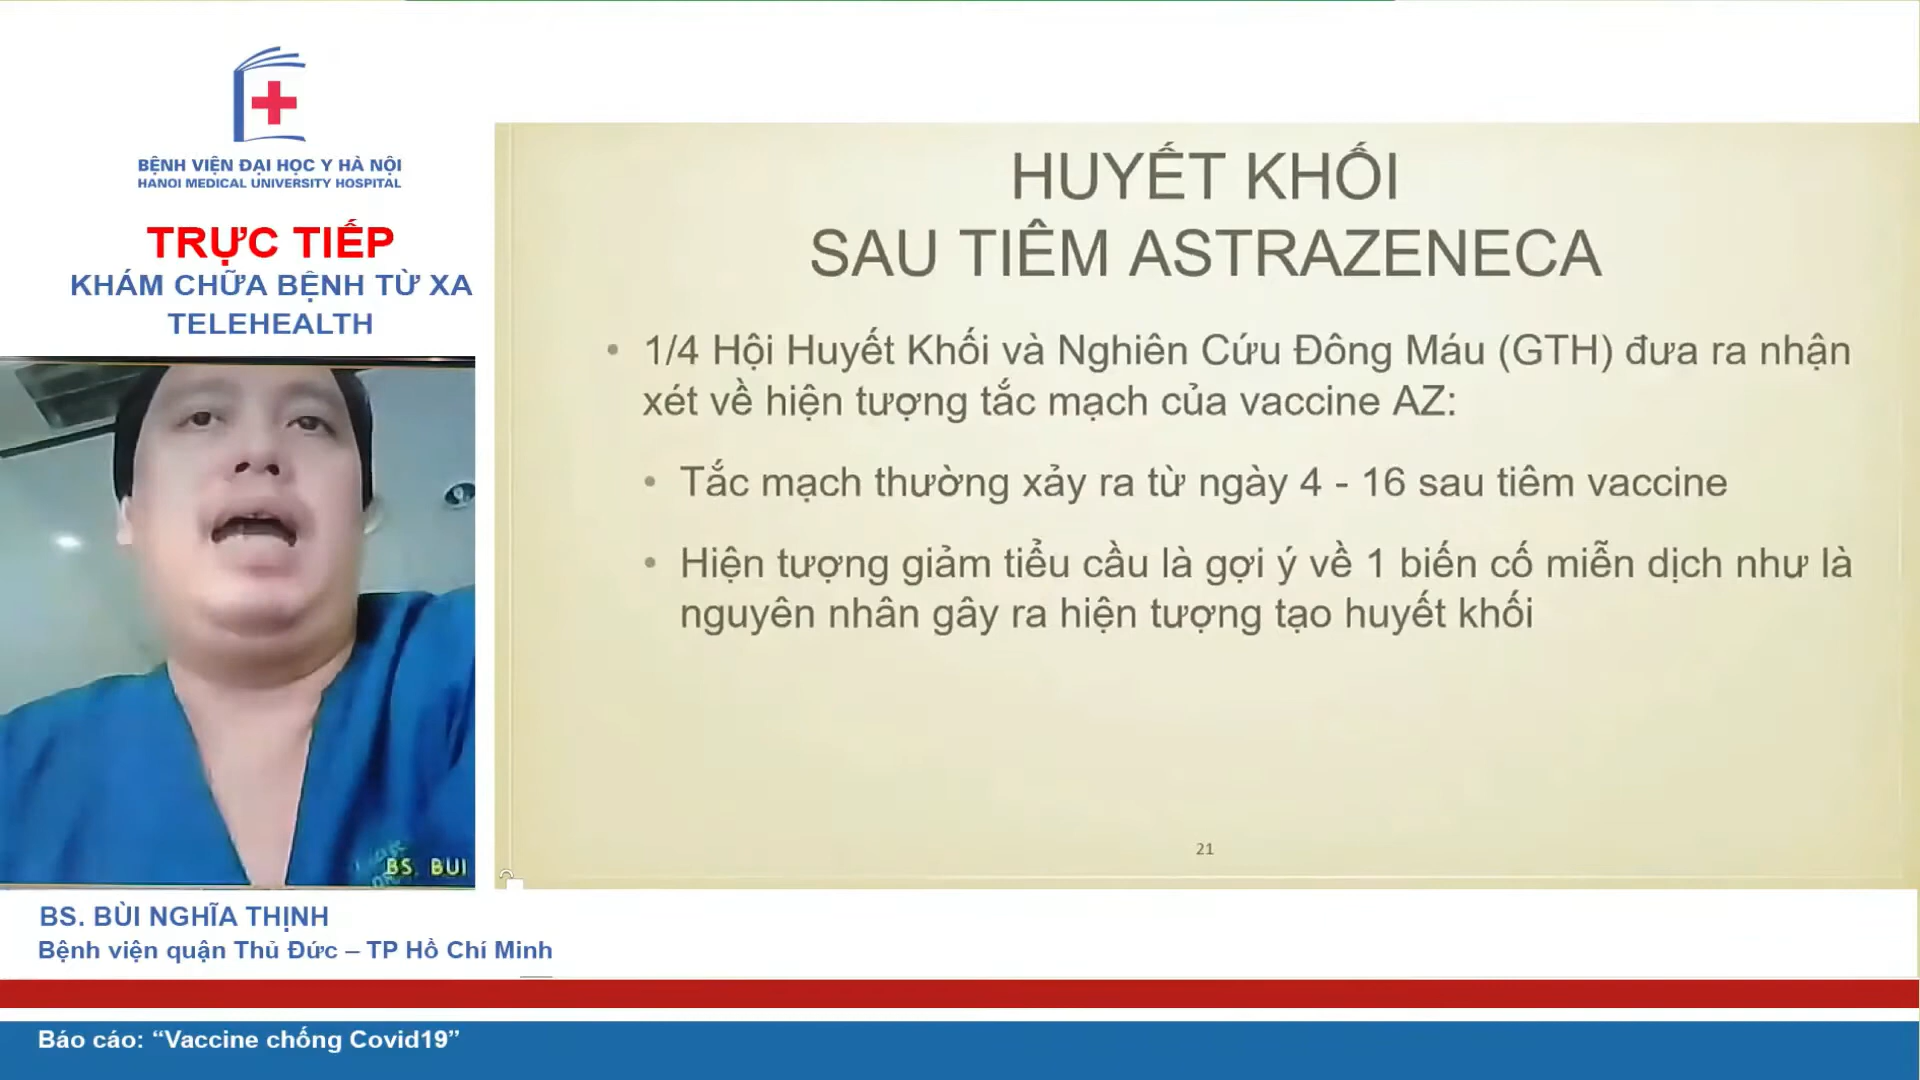 BỆNH VIỆN ĐẠI HỌC Y HÀ NỘI
HANOI MEDICAL UNIVERSITY HOSPITAL
TRỰC TIẾP
KHÁM CHỮA BỆNH TỪ XA
TELEHEALTH
BS. BUI
BS. BÙI NGHĨA THỊNH
Bệnh viện quận Thủ Đức – TP Hồ Chí Minh
HUYẾT KHỐI
SAU TIÊM ASTRAZENECA
• 1/4 Hội Huyết Khối và Nghiên Cứu Đông Máu (GTH) đưa ra nhận
xét về hiện tượng tắc mạch của vaccine AZ:
• Tắc mạch thường xảy ra từ ngày 4 - 16 sau tiêm vaccine
• Hiện tượng giảm tiểu cầu là gợi ý về 1 biến cố miễn dịch như là
nguyên nhân gây ra hiện tượng tạo huyết khối
21
Báo cáo: “Vaccine chống Covid19”